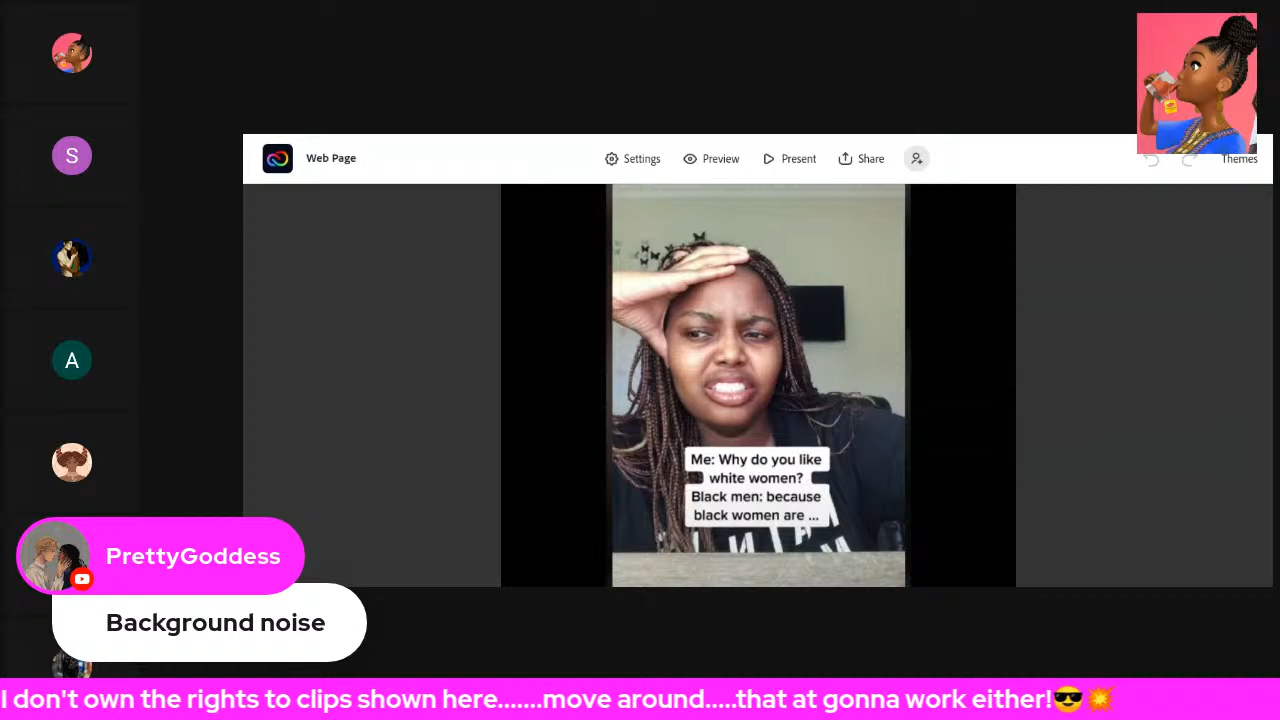 S
A
Web Page
Settings
Preview
Present
Share
Themes
Me: Why do you like
white women?
Black men: because
black women are ...
PrettyGoddess
Background noise
I don't own the rights to clips shown here.......move around.....that at gonna work either!😎💥